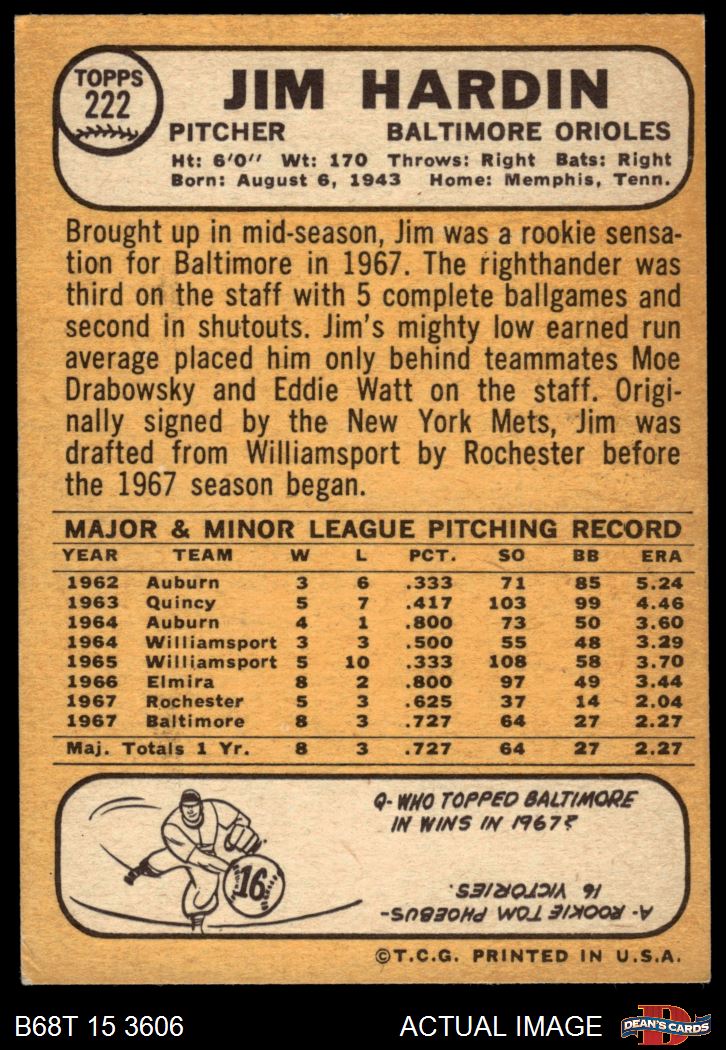 TOPPS
222
JIM HARDIN
PITCHER BALTIMORE ORIOLES
Ht: 6'0" Wt: 170 Throws: Right Bats: Right
Born: August 6, 1943 Home: Memphis, Tenn.
Brought up in mid-season, Jim was a rookie sensa-
tion for Baltimore in 1967. The righthander was
third on the staff with 5 complete ballgames and
second in shutouts. Jim's mighty low earned run
average placed him only behind teammates Moe
Drabowsky and Eddie Watt on the staff. Origi-
nally signed by the New York Mets, Jim was
drafted from Williamsport by Rochester before
the 1967 season began.
MAJOR & MINOR LEAGUE PITCHING RECORD
YEAR TEAM W L PCT. SO BB ERA
1962 Auburn 3 6 .333 71 85 5.24
1963 Quincy 5 7 .417 103 99 4.46
1964 Auburn 4 1 .800 73 50 3.60
1964 Williamsport 3 3 .500 55 48 3.29
1965 Williamsport 5 10 .333 108 58 3.70
1966 Elmira 8 2 .800 97 49 3.44
1967 Rochester 5 3 .625 37 14 2.04
1967 Baltimore 8 3 .727 64 27 2.27
Maj. Totals 1 Yr. 8 3 .727 64 27 2.27
16
Q- WHO TOPPED BALTIMORE
IN WINS IN 1967?
A- ROOKIE TOM PHOEBUS-
16 VICTORIES.
©T.C.G. PRINTED IN U.S.A.
B68T 15 3606 ACTUAL IMAGE
D
DEAN'S CARDS